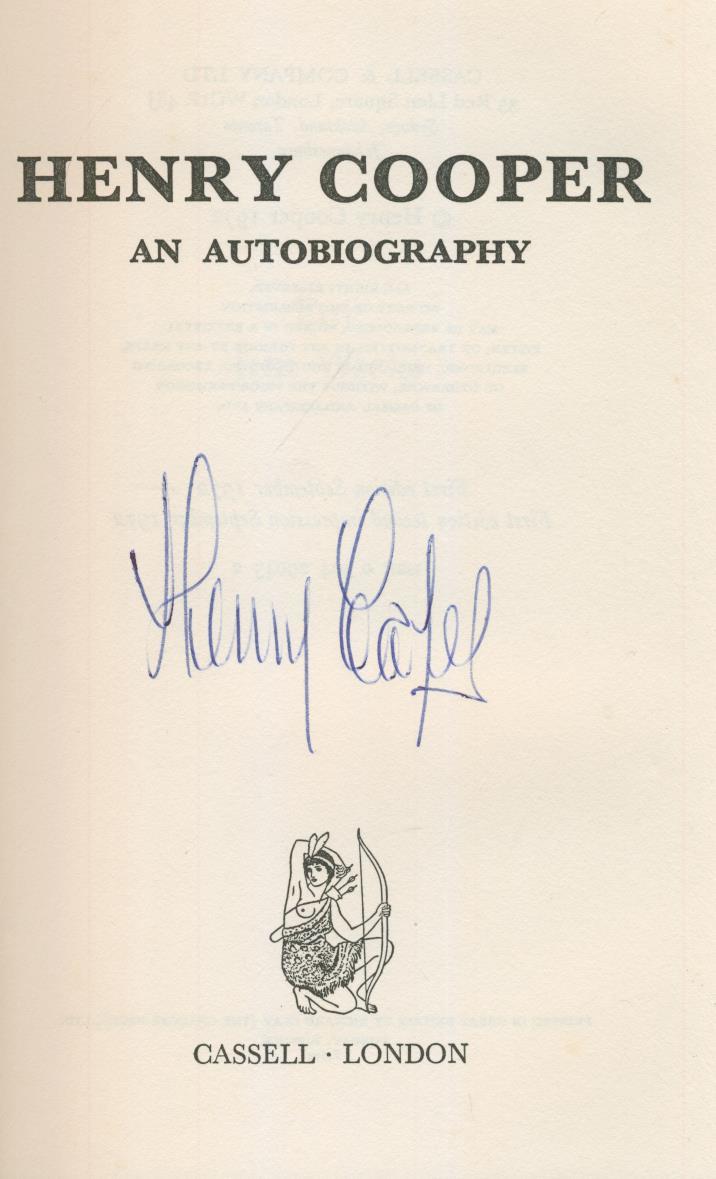 HENRY COOPER
AN AUTOBIOGRAPHY
Henry Cooper
CASSELL · LONDON